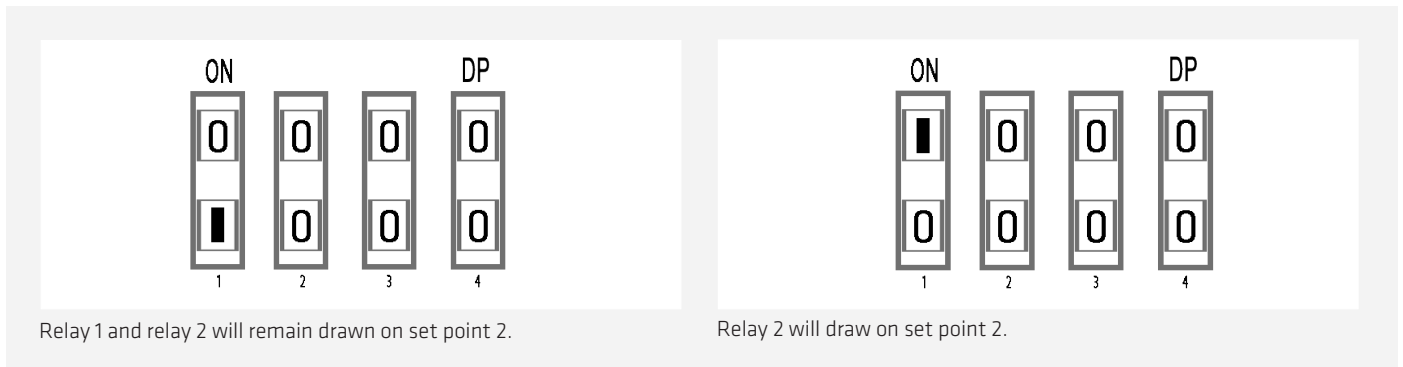 ON DP
0 0 0
0 0 0
1 2 3 4
Relay 1 and relay 2 will remain drawn on set point 2.
ON DP
0 0 0
0 0 0 0
1 2 3 4
Relay 2 will draw on set point 2.